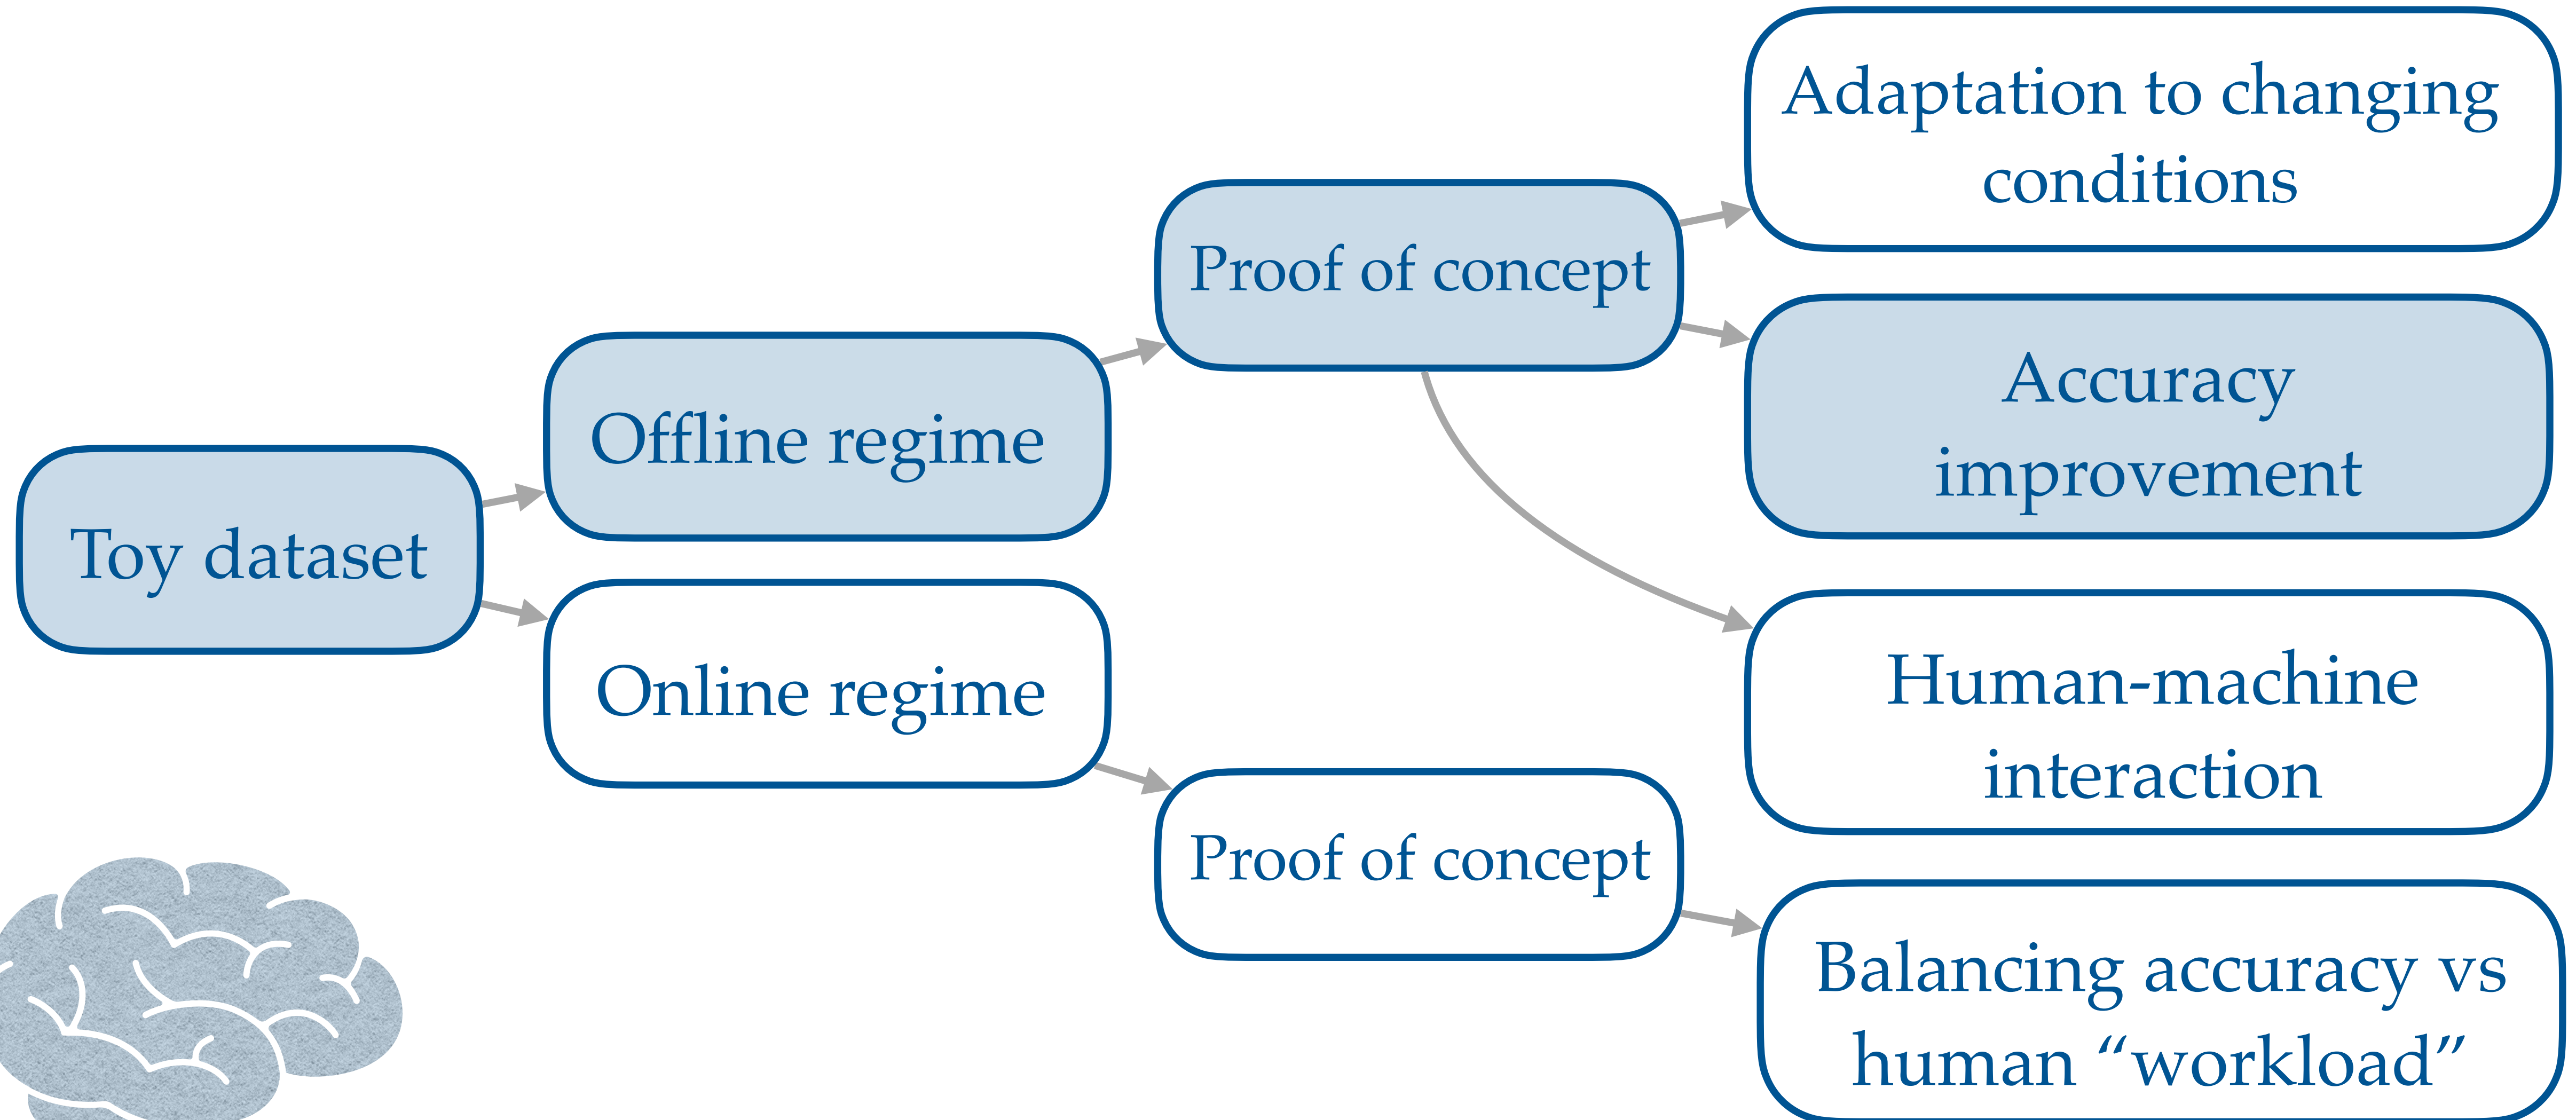 Toy dataset
Offline regime
Online regime
Proof of concept
Proof of concept
Adaptation to changing
conditions
Accuracy
improvement
Human-machine
interaction
Balancing accuracy vs
human “workload”